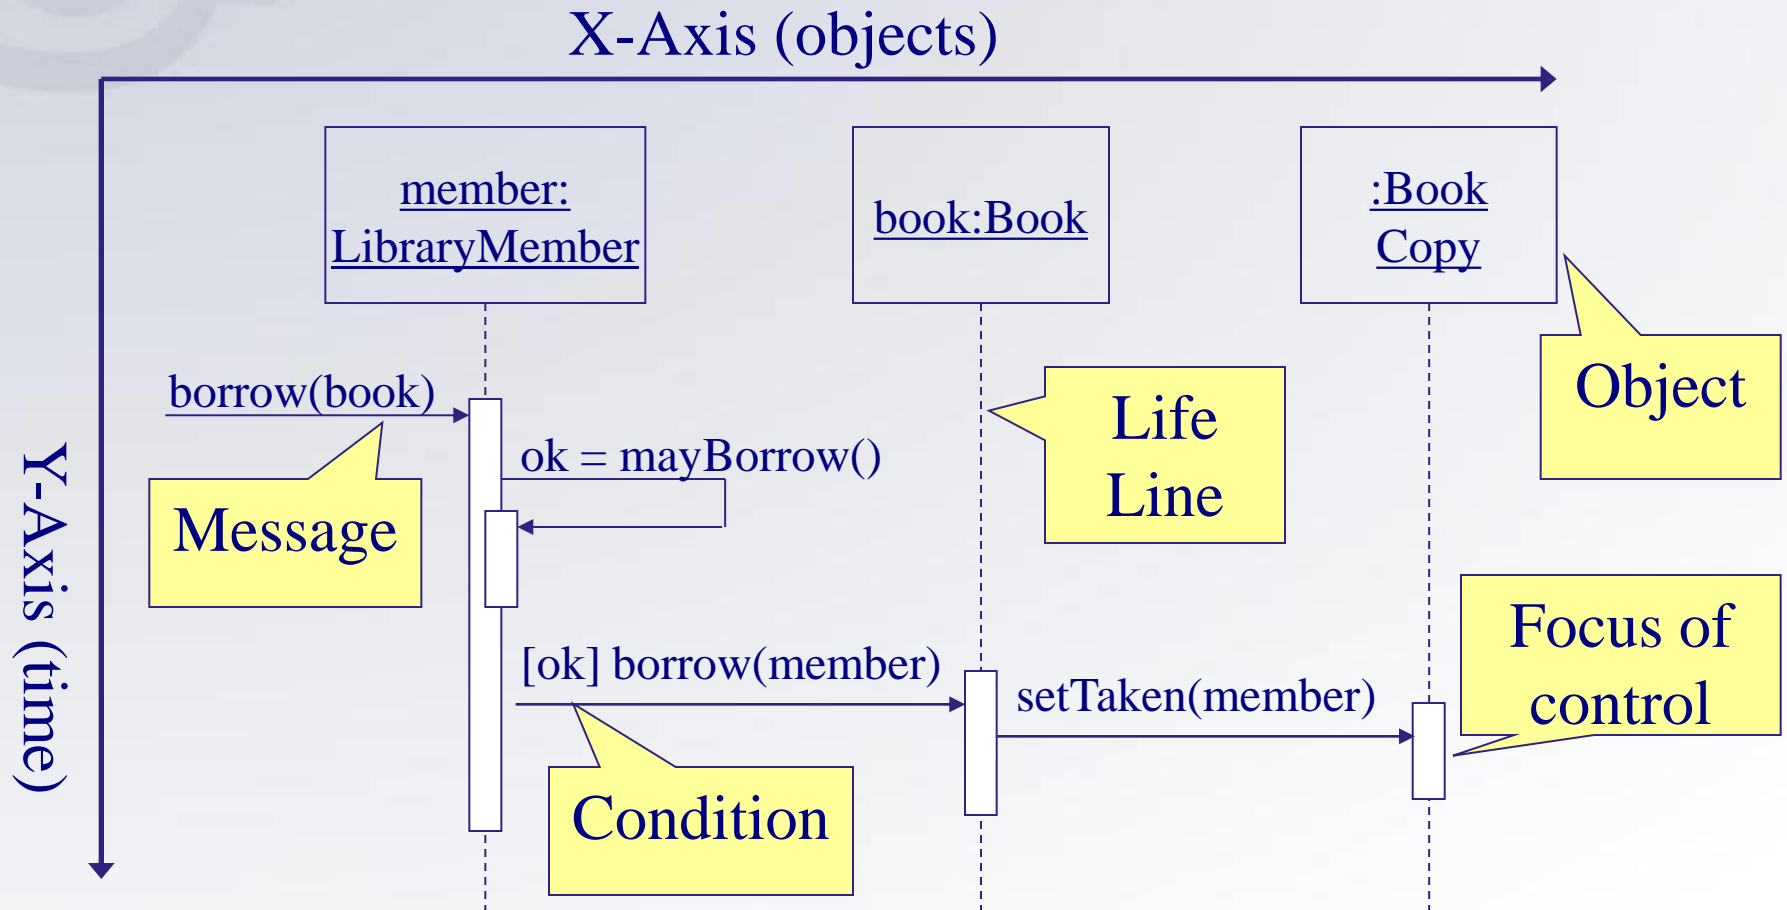 X-Axis (objects)
member:
LibraryMember
book:Book
:Book
Copy
Object
borrow(book)
Life
Line
ok = mayBorrow()
Message
Y-Axis (time)
Focus of
control
[ok] borrow(member)
setTaken(member)
Condition